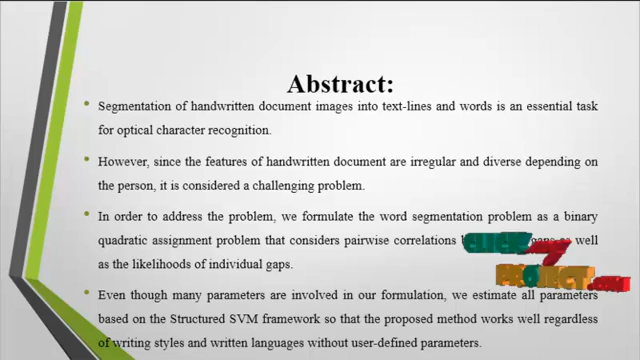 Abstract:
• Segmentation of handwritten document images into text-lines and words is an essential task
for optical character recognition.
• However, since the features of handwritten document are irregular and diverse depending on
the person, it is considered a challenging problem.
• In order to address the problem, we formulate the word segmentation problem as a binary
quadratic assignment problem that considers pairwise correlations gaps as well
as the likelihoods of individual gaps.
• Even though many parameters are involved in our formulation, we estimate all parameters
based on the Structured SVM framework so that the proposed method works well regardless
of writing styles and written languages without user-defined parameters.
CLICK
PROJECT.com